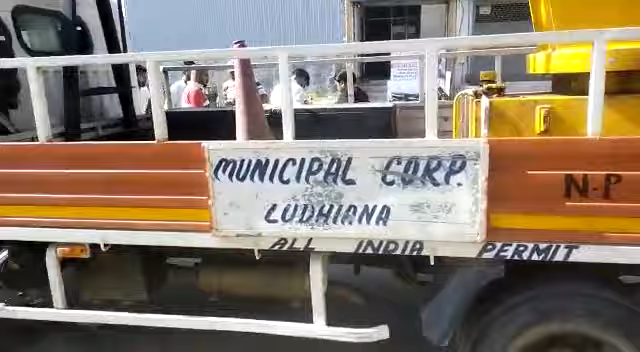 MUNICIPAL CORP.
LUDHIANA
N-P
ALL INDIA PERMIT